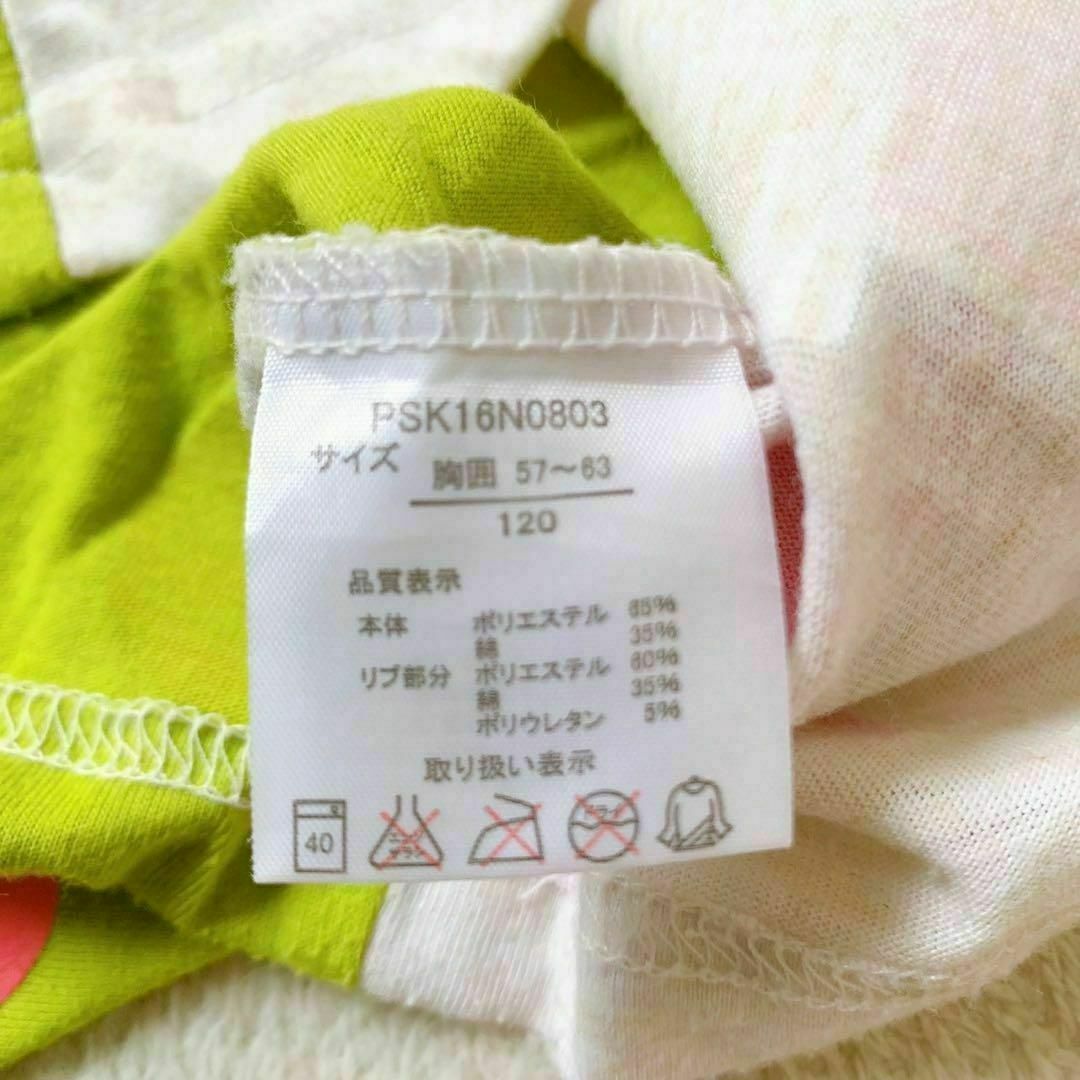 PSK16N0803
サイズ 胸囲 57〜63
120
品質表示
本体 ポリエステル 65%
綿 35%
リブ部分 ポリエステル 60%
綿 35%
ポリウレタン 5%
取り扱い表示
40